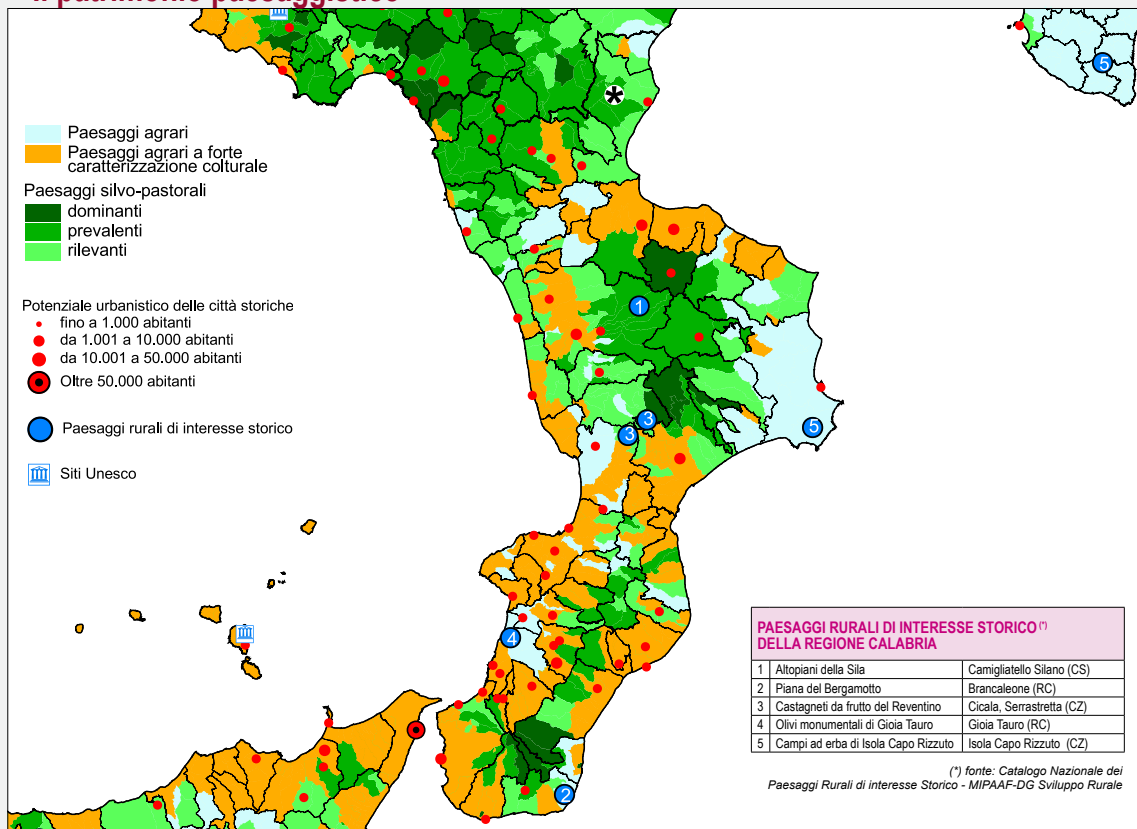 Il patrimonio paesaggistico
5
Paesaggi agrari
Paesaggi agrari a forte
caratterizzazione colturale
Paesaggi silvo-pastorali
dominanti
prevalenti
rilevanti
Potenziale urbanistico delle città storiche
fino a 1.000 abitanti
da 1.001 a 10.000 abitanti
da 10.001 a 50.000 abitanti
Oltre 50.000 abitanti
Paesaggi rurali di interesse storico
Siti Unesco
*
1
3
3
5
4
2
PAESAGGI RURALI DI INTERESSE STORICO (*)
DELLA REGIONE CALABRIA
1 Altopiani della Sila Camigliatello Silano (CS)
2 Piana del Bergamotto Brancaleone (RC)
3 Castagneti da frutto del Reventino Cicala, Serrastretta (CZ)
4 Olivi monumentali di Gioia Tauro Gioia Tauro (RC)
5 Campi ad erba di Isola Capo Rizzuto Isola Capo Rizzuto (CZ)
(*) fonte: Catalogo Nazionale dei
Paesaggi Rurali di interesse Storico - MIPAAF-DG Sviluppo Rurale